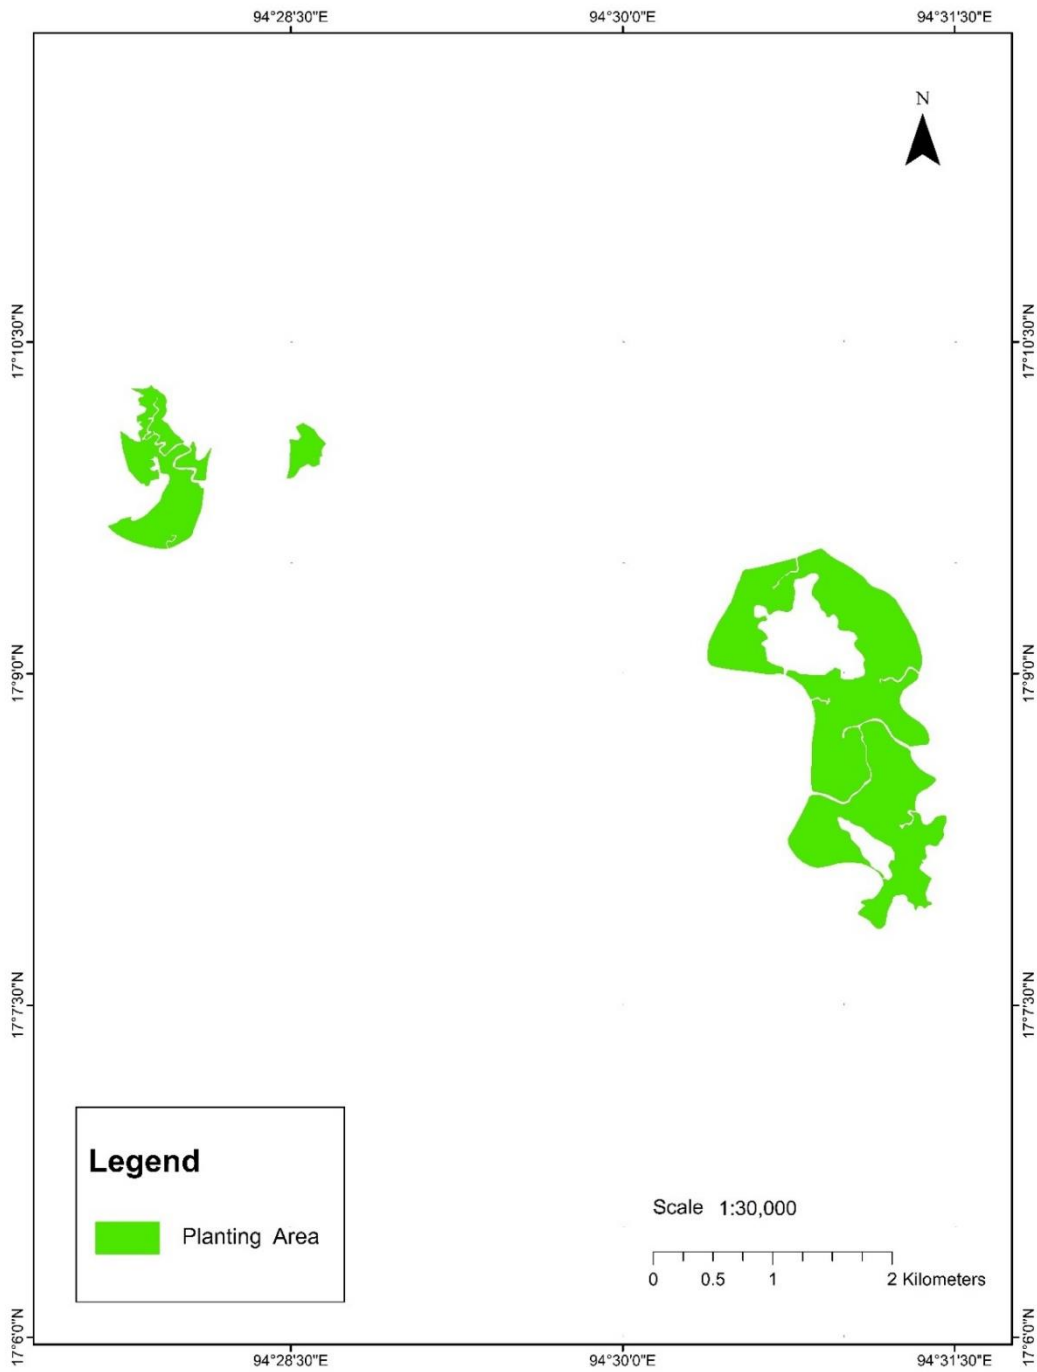 94°28'30"E 94°30'0"E 94°31'30"E
N
17°10'30"N 17°10'30"N
17°9'0"N 17°9'0"N
17°7'30"N 17°7'30"N
Legend
Planting Area
Scale 1:30,000
0 0.5 1 2 Kilometers
17°6'0"N 17°6'0"N
94°28'30"E 94°30'0"E 94°31'30"E